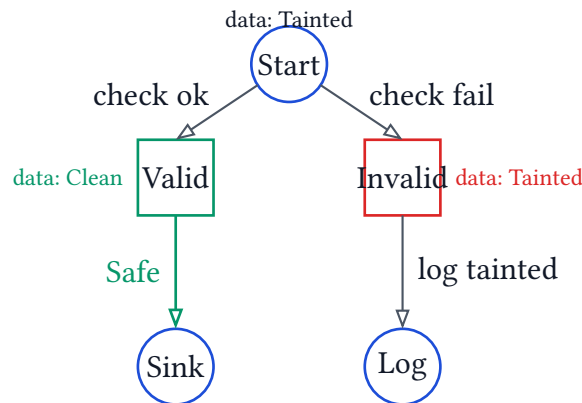 data: Tainted
Start
check ok
check fail
data: Clean
Valid
Invalid
data: Tainted
Safe
log tainted
Sink
Log